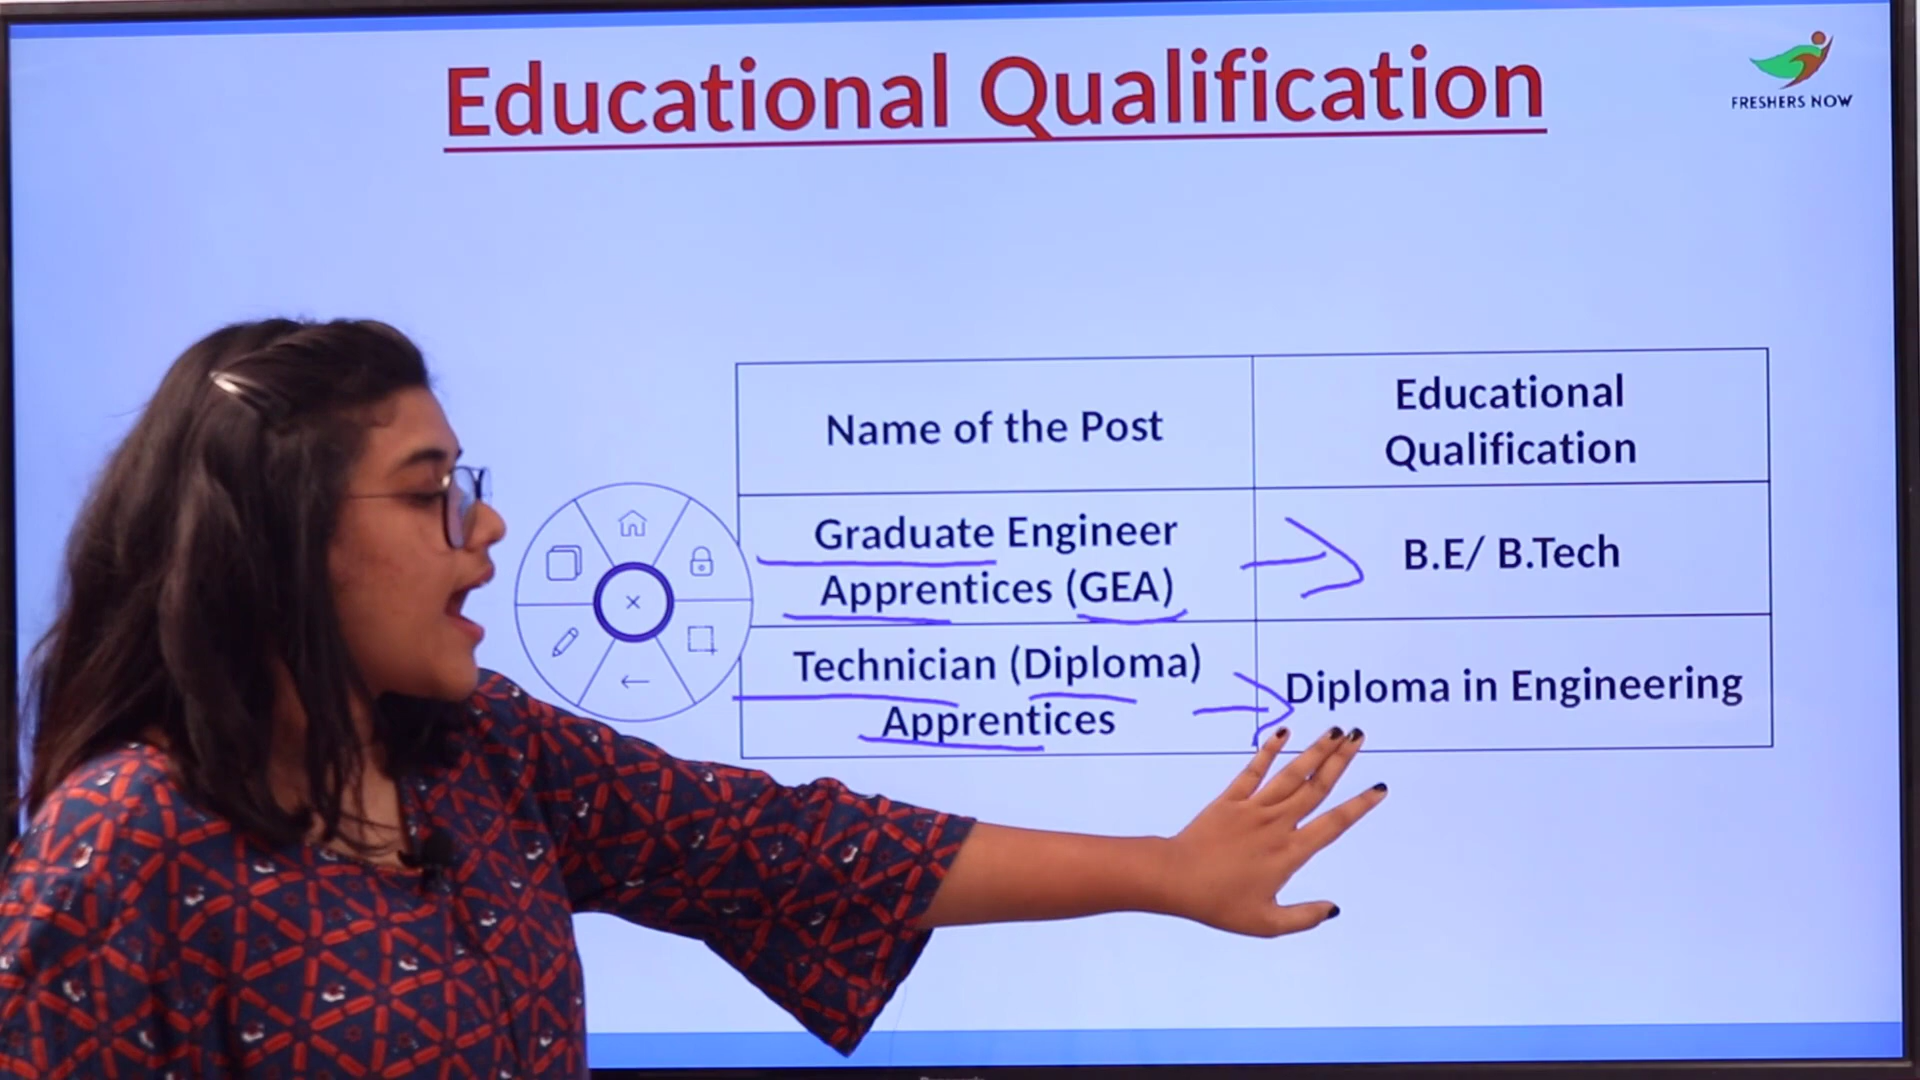 Educational Qualification
FRESHERS NOW
Name of the Post
Educational
Qualification
Graduate Engineer
Apprentices (GEA)
B.E/ B.Tech
Technician (Diploma)
Apprentices
Diploma in Engineering